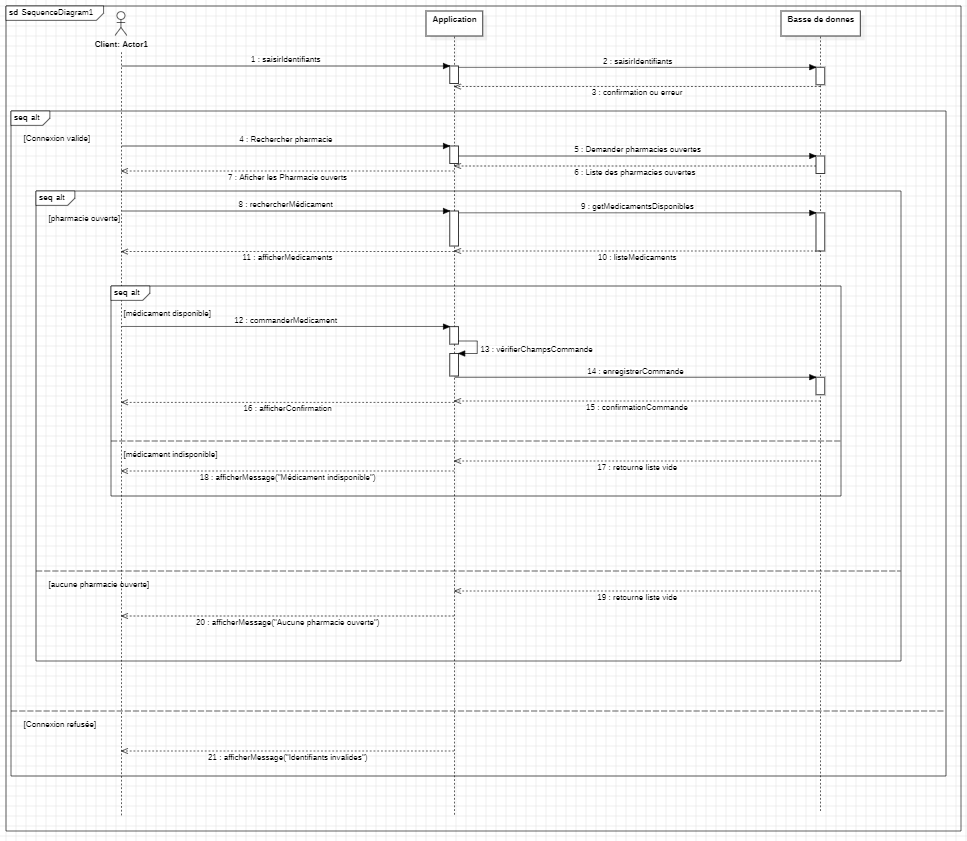 sd SequenceDiagram1
Client: Actor1
Application
Basse de donnes
1 : saisirIdentifiants
2 : saisirIdentifiants
3 : confirmation ou erreur
seq alt
[Connexion valide]
4 : Rechercher pharmacie
5 : Demander pharmacies ouvertes
6 : Liste des pharmacies ouvertes
7 : Aficher les Pharmacie ouverts
seq alt
[pharmacie ouverte]
8 : rechercherMédicament
9 : getMedicamentsDisponibles
10 : listeMedicaments
11 : afficherMedicaments
seq alt
[médicament disponible]
12 : commanderMedicament
13 : vérifierChampsCommande
14 : enregistrerCommande
15 : confirmationCommande
16 : afficherConfirmation
[médicament indisponible]
17 : retourne liste vide
18 : afficherMessage("Médicament indisponible")
[aucune pharmacie ouverte]
19 : retourne liste vide
20 : afficherMessage("Aucune pharmacie ouverte")
[Connexion refusée]
21 : afficherMessage("Identifiants invalides")